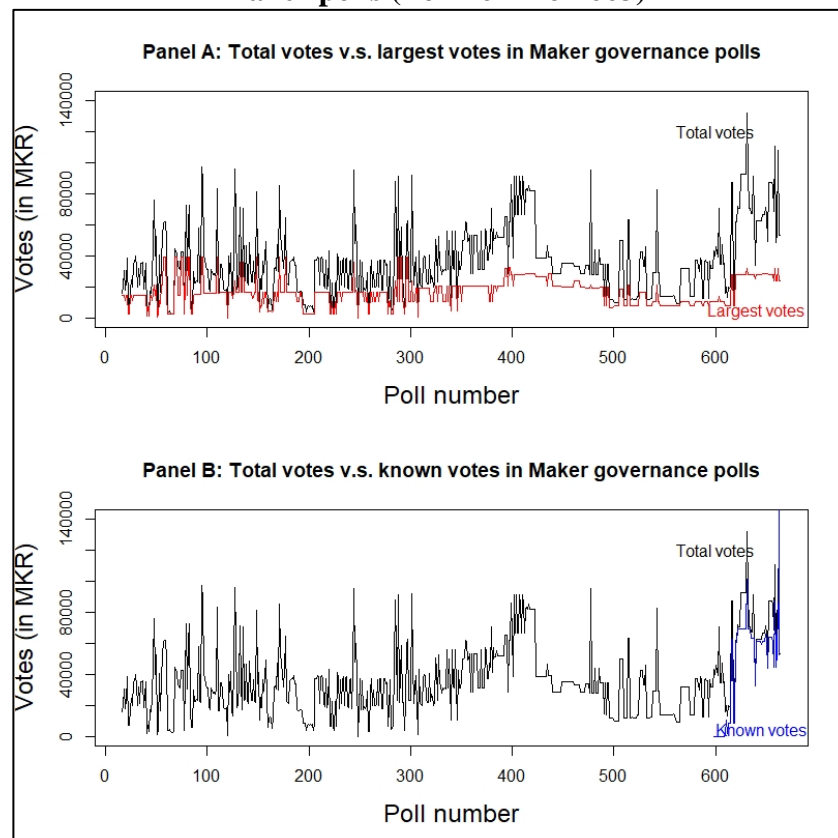 Panel A: Total votes v.s. largest votes in Maker governance polls
Votes (in MKR)
140000
80000
40000
0
Total votes
Largest votes
0 100 200 300 400 500 600
Poll number
Panel B: Total votes v.s. known votes in Maker governance polls
Votes (in MKR)
140000
80000
40000
0
Total votes
Known votes
0 100 200 300 400 500 600
Poll number